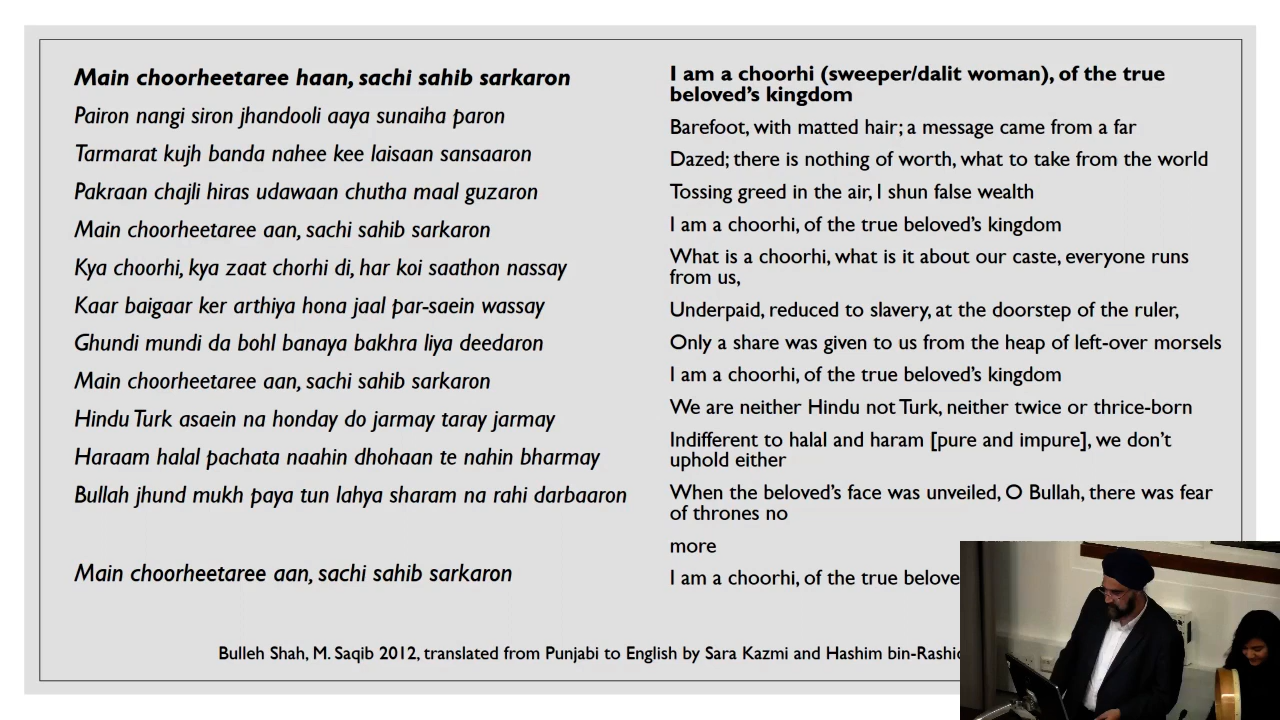 Main choorheetaree haan, sachi sahib sarkaron
Pairon nangi siron jhandooli aaya sunaiha paron
Tarmarat kujh banda nahee kee laisaan sansaaron
Pakraan chajli hiras udawaan chutha maal guzaron
Main choorheetaree aan, sachi sahib sarkaron
Kya choorhi, kya zaat chorhi di, har koi saathon nassay
Kaar baigaar ker arthiya hona jaal par-saein wassay
Ghundi mundi da bohl banaya bakhra liya deedaron
Main choorheetaree aan, sachi sahib sarkaron
Hindu Turk asaein na honday do jarmay taray jarmay
Haraam halal pachata naahin dhohaan te nahin bharmay
Bullah jhund mukh paya tun lahya sharam na rahi darbaaron
Main choorheetaree aan, sachi sahib sarkaron
I am a choorhi (sweeper/dalit woman), of the true
beloved's kingdom
Barefoot, with matted hair; a message came from a far
Dazed; there is nothing of worth, what to take from the world
Tossing greed in the air, I shun false wealth
I am a choorhi, of the true beloved's kingdom
What is a choorhi, what is it about our caste, everyone runs
from us,
Underpaid, reduced to slavery, at the doorstep of the ruler,
Only a share was given to us from the heap of left-over morsels
I am a choorhi, of the true beloved's kingdom
We are neither Hindu not Turk, neither twice or thrice-born
Indifferent to halal and haram [pure and impure], we don't
uphold either
When the beloved's face was unveiled, O Bullah, there was fear
of thrones no
more
I am a choorhi, of the true
Bulleh Shah, M. Saqib 2012, translated from Punjabi to English by Sara Kazmi and Hashim